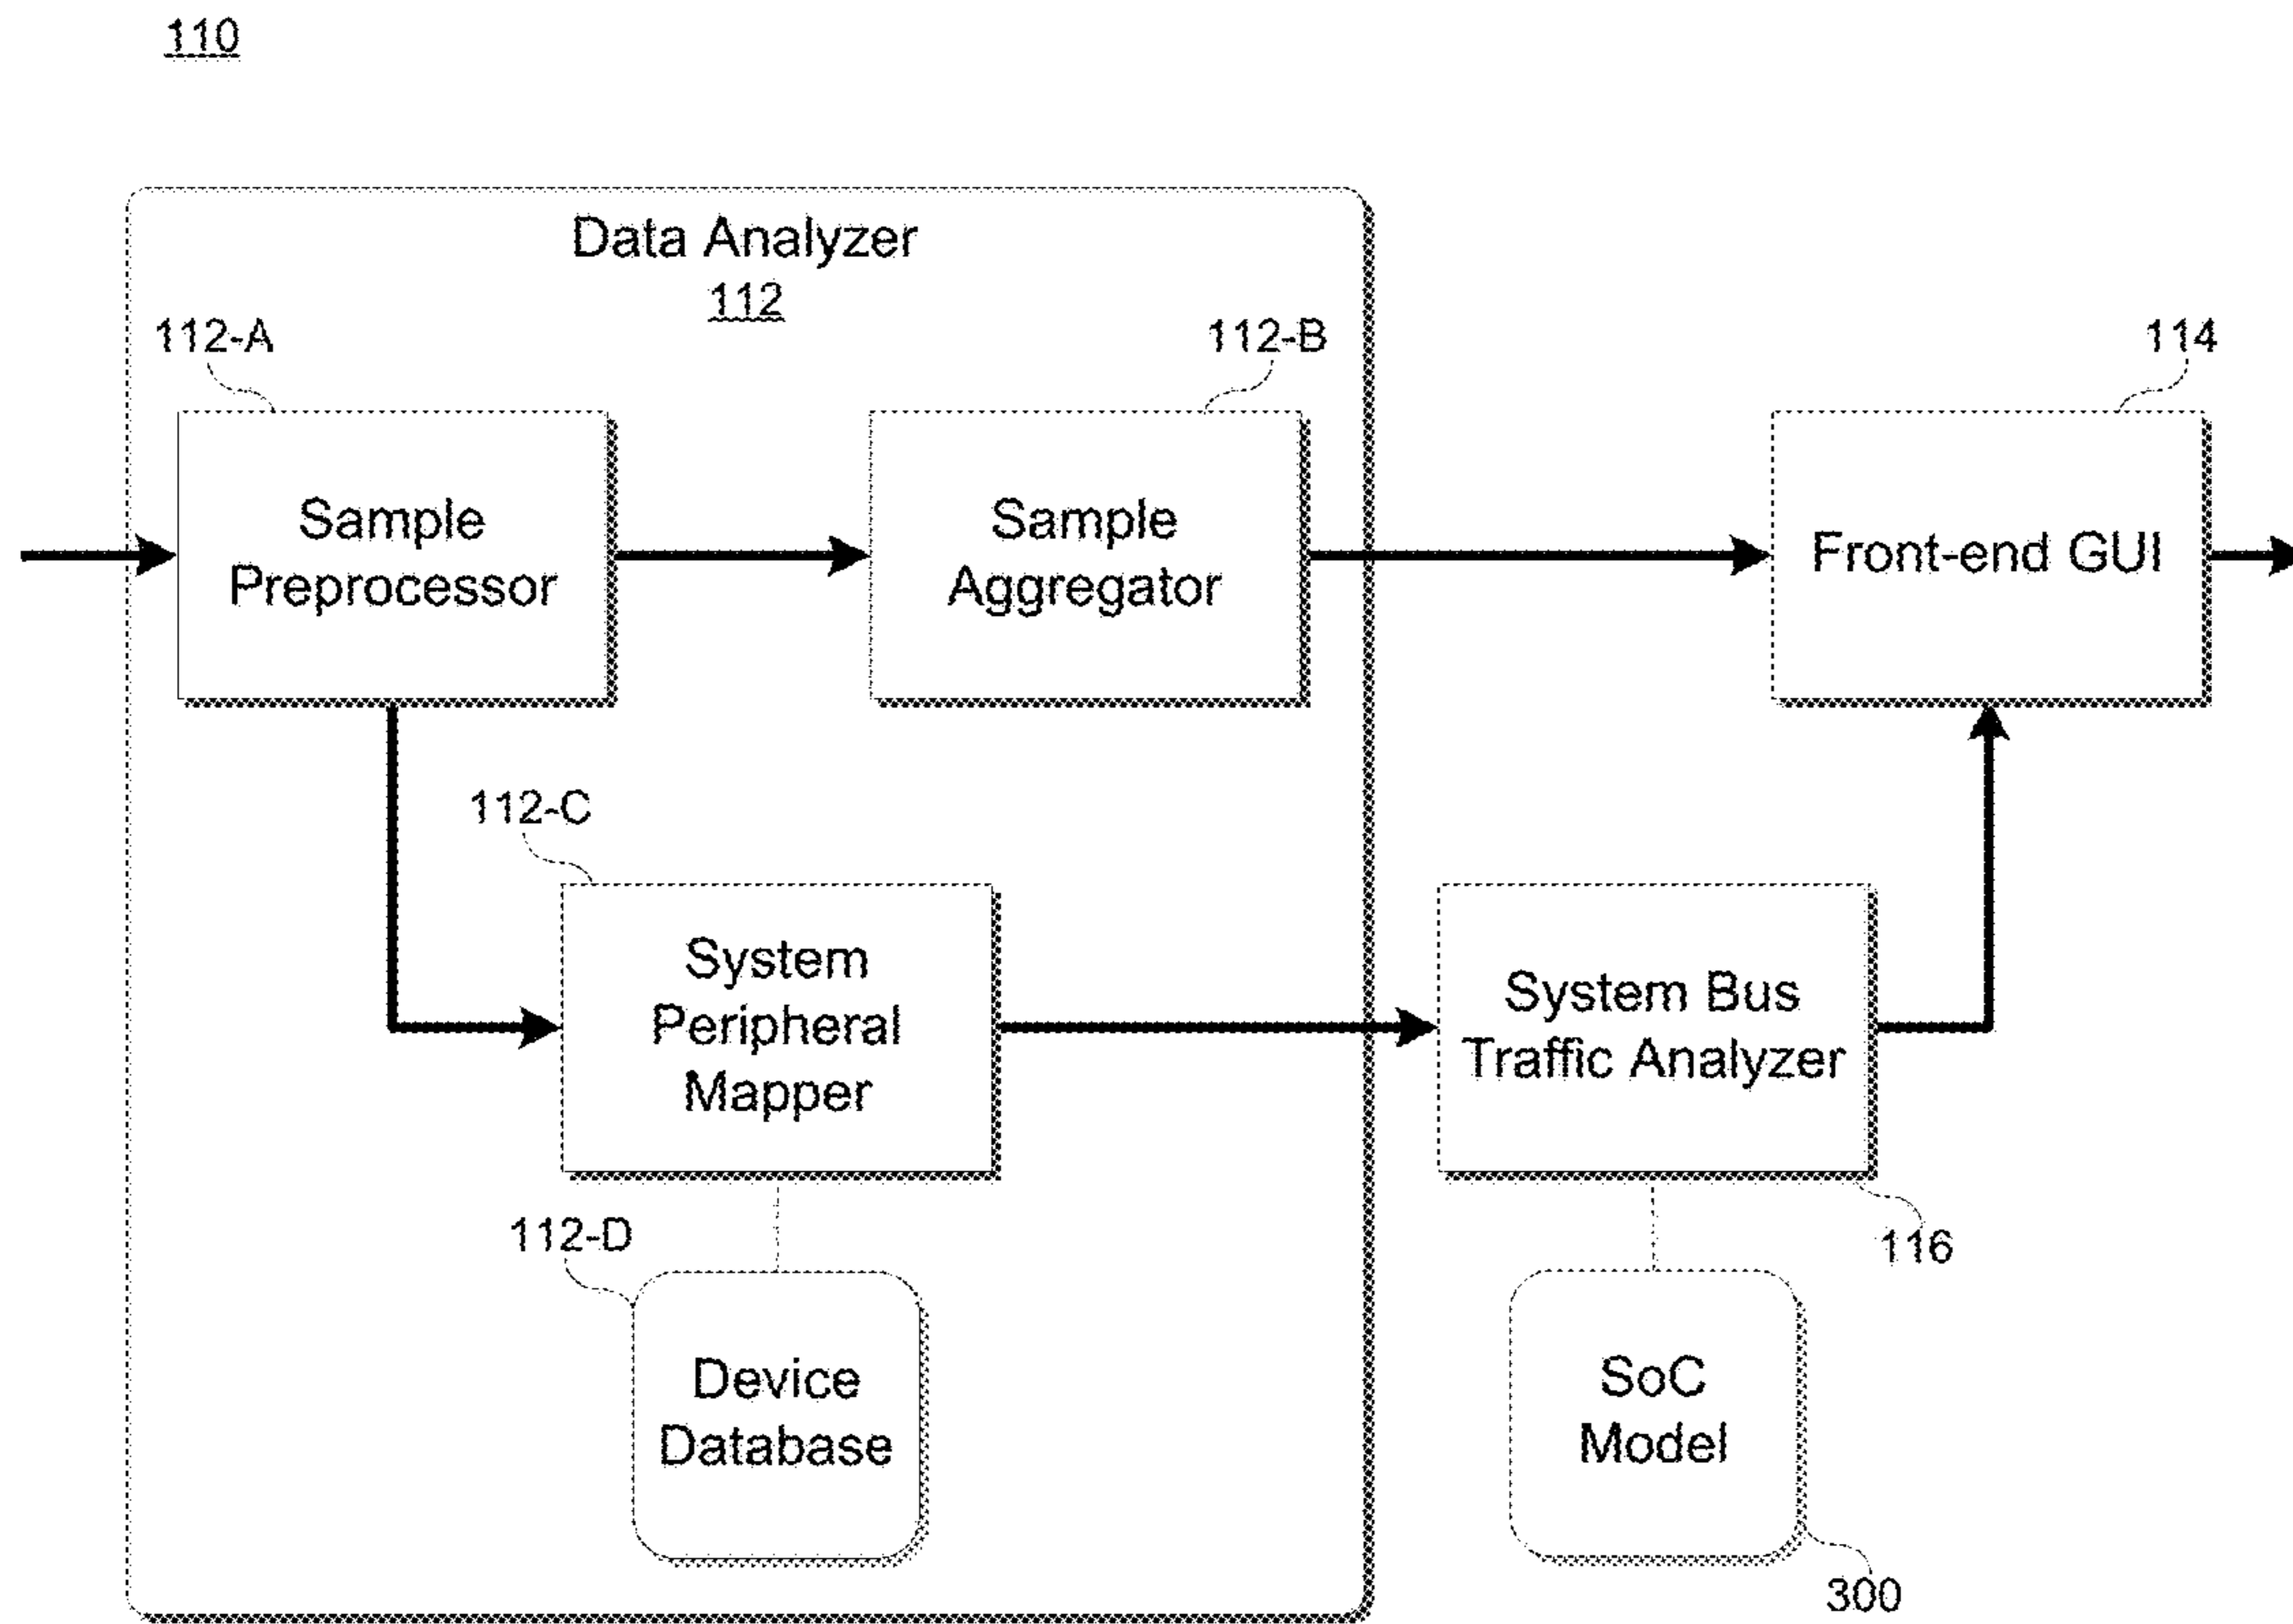 110
Data Analyzer
112
112-A
112-B
114
Sample
Preprocessor
Sample
Aggregator
Front-end GUI
112-C
System
Peripheral
Mapper
System Bus
Traffic Analyzer
112-D
116
Device
Database
SoC
Model
300